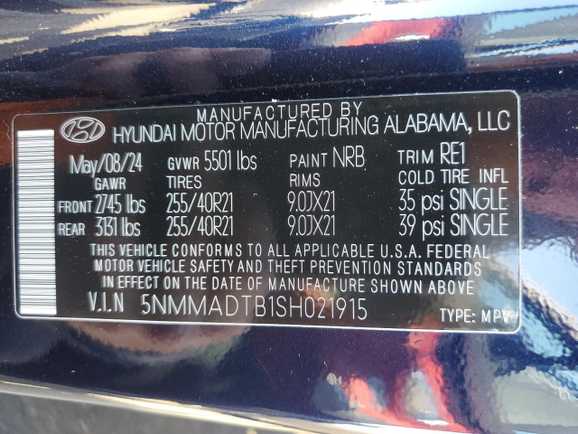 MANUFACTURED BY
HYUNDAI MOTOR MANUFACTURING ALABAMA, LLC
May/08/24 GVWR 5501 lbs PAINT NRB TRIM RE1
GAWR TIRES RIMS COLD TIRE INFL
FRONT 2745 lbs 255/40R21 9.0JX21 35 psi SINGLE
REAR 3131 lbs 255/40R21 9.0JX21 39 psi SINGLE
THIS VEHICLE CONFORMS TO ALL APPLICABLE U.S.A. FEDERAL
MOTOR VEHICLE SAFETY AND THEFT PREVENTION STANDARDS
IN EFFECT ON THE DATE OF MANUFACTURE SHOWN ABOVE
V.I.N 5NMMADTB1SH021915 TYPE: MPV